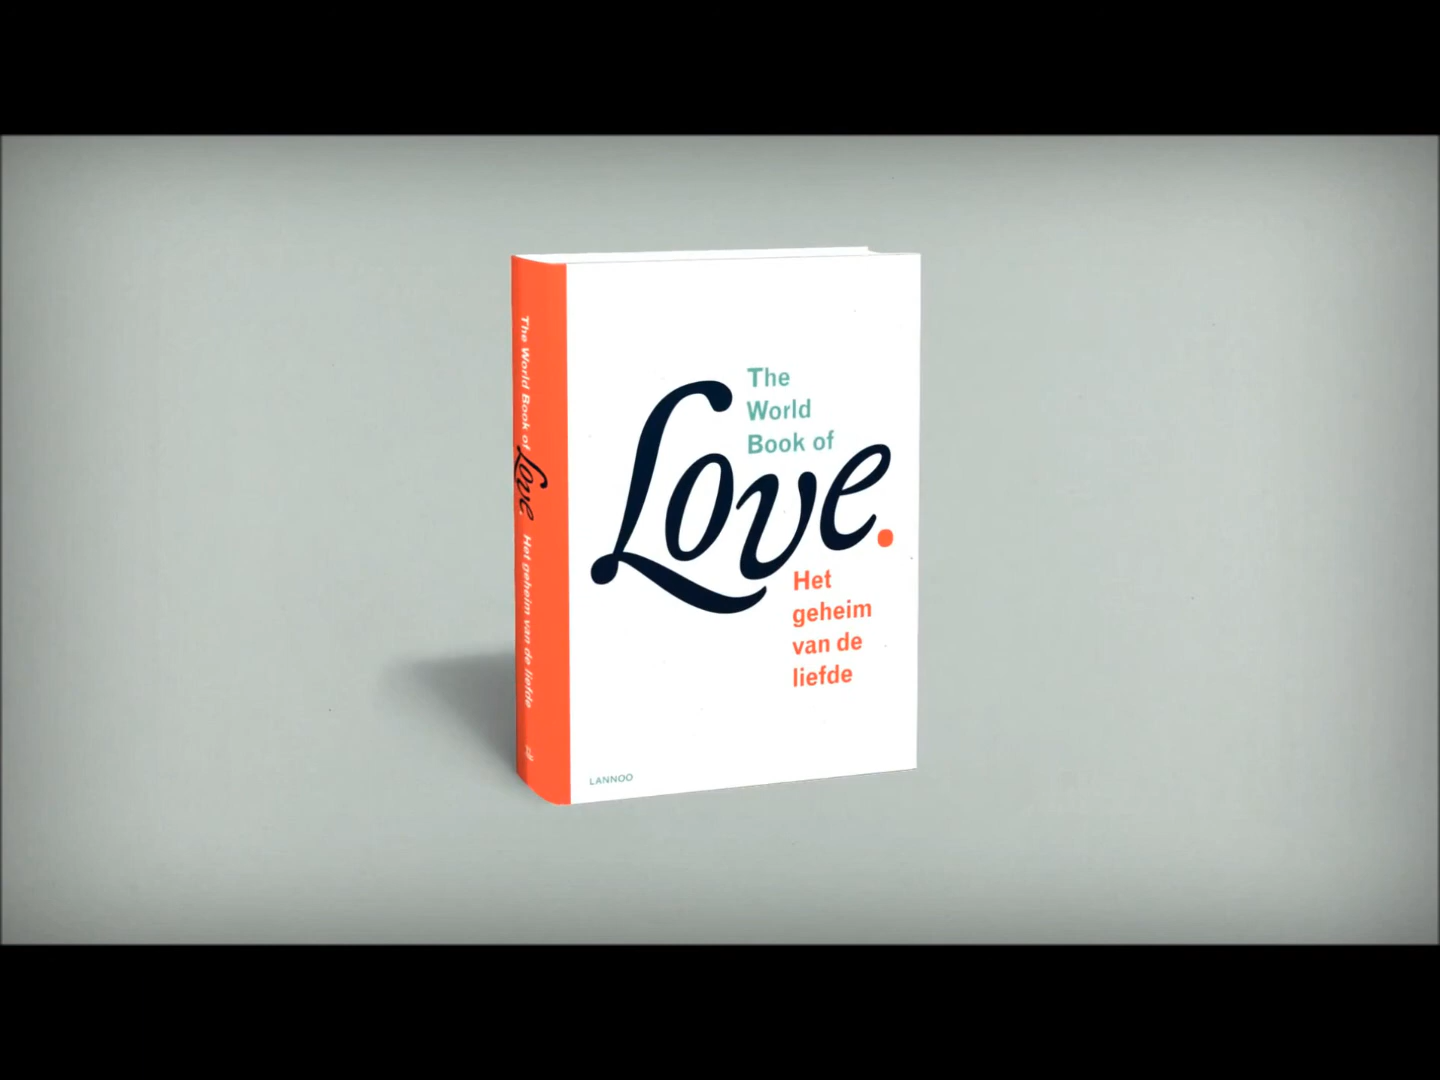 The World Book of Love. Het geheim van de liefde
The
World
Book of
Love.
Het
geheim
van de
liefde
LANNOO